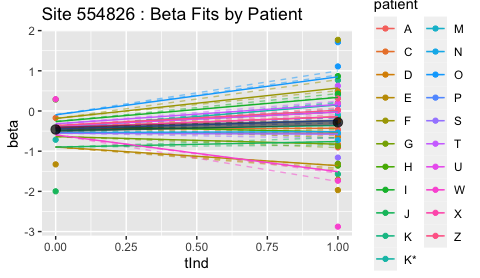 Site 554826 : Beta Fits by Patient
patient
2
1
0
-1
-2
-3
beta
0.00 0.25 0.50 0.75 1.00
tInd
A M
C N
D O
E P
F S
G T
H U
I W
J X
K Z
K*